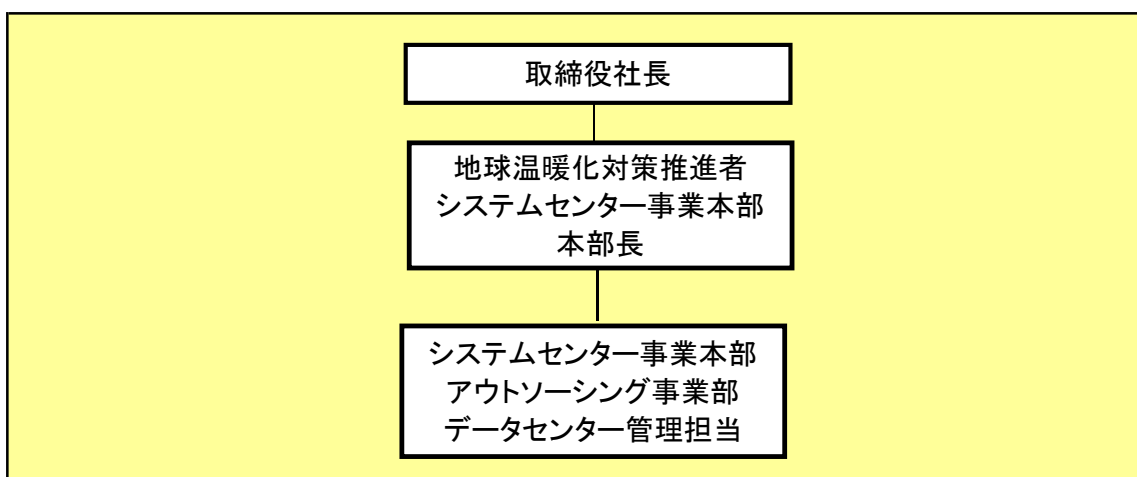 取締役社長
地球温暖化対策推進者
システムセンター事業本部
本部長
システムセンター事業本部
アウトソーシング事業部
データセンター管理担当